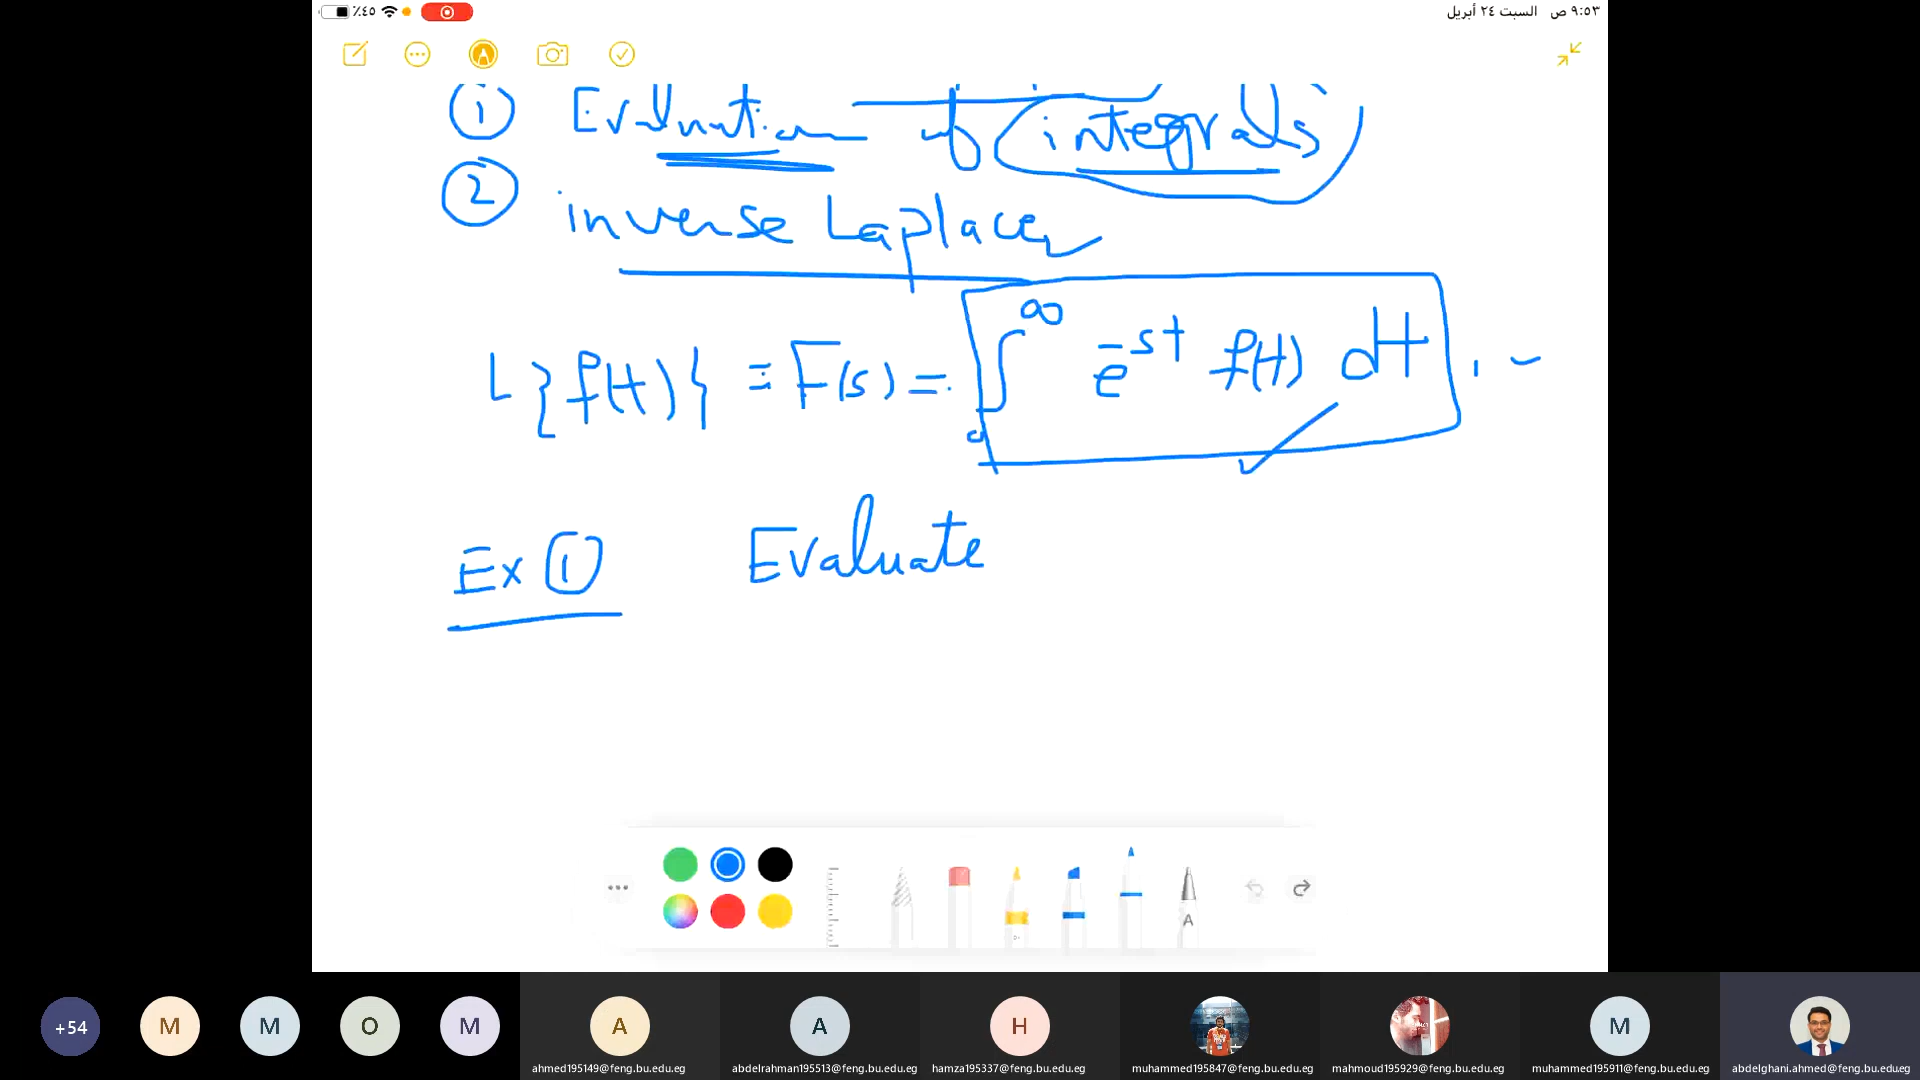 ٪٤٥
٩:٥٣ ص السبت ٢٤ أبريل
① Evaluation of integrals
② inverse Laplace
L{f(t)} = F(s) = ∫₀^∞ e^-st f(t) dt
Ex ① Evaluate
A
+54 M M O M A A H M
ahmed195149@feng.bu.edu.eg abdelrahman195513@feng.bu.edu.eg hamza195337@feng.bu.edu.eg muhammed195847@feng.bu.edu.eg mahmoud195929@feng.bu.edu.eg muhammed195911@feng.bu.edu.eg abdelghani.ahmed@feng.bu.edu.eg